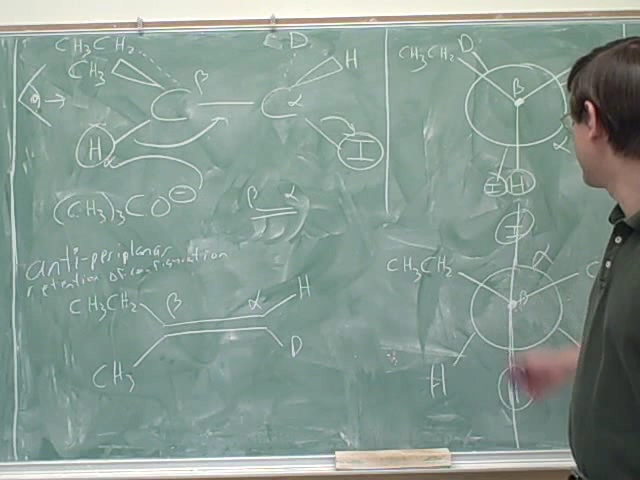 CH₃CH₂ D
CH₃ β H
α
H I
(CH₃)₃CO⊖
β α
anti-periplanar
retention of configuration
CH₃CH₂ β α H
CH₃ D
CH₃CH₂ D
β
α
I H
I
CH₃CH₂ α C
β
H